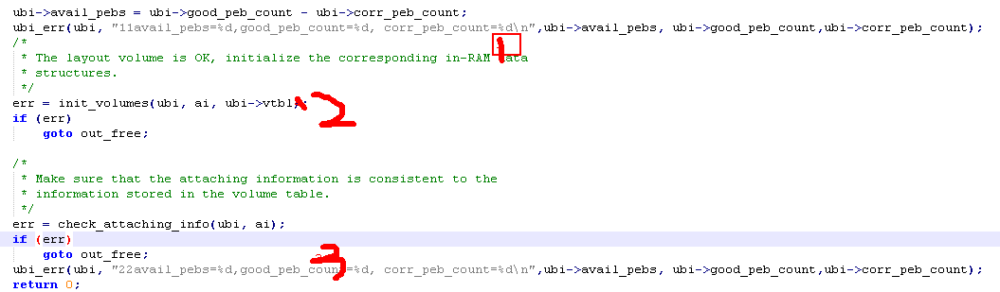 ubi->avail_pebs = ubi->good_peb_count - ubi->corr_peb_count;
ubi_err(ubi, "11avail_pebs=%d,good_peb_count=%d, corr_peb_count=%d\n",ubi->avail_pebs, ubi->good_peb_count,ubi->corr_peb_count);
1
/*
* The layout volume is OK, initialize the corresponding in-RAM data
* structures.
*/
err = init_volumes(ubi, ai, ubi->vtbl);
2
if (err)
goto out_free;
/*
* Make sure that the attaching information is consistent to the
* information stored in the volume table.
*/
err = check_attaching_info(ubi, ai);
if (err)
goto out_free;
3
ubi_err(ubi, "22avail_pebs=%d,good_peb_count=%d, corr_peb_count=%d\n",ubi->avail_pebs, ubi->good_peb_count,ubi->corr_peb_count);
return 0;